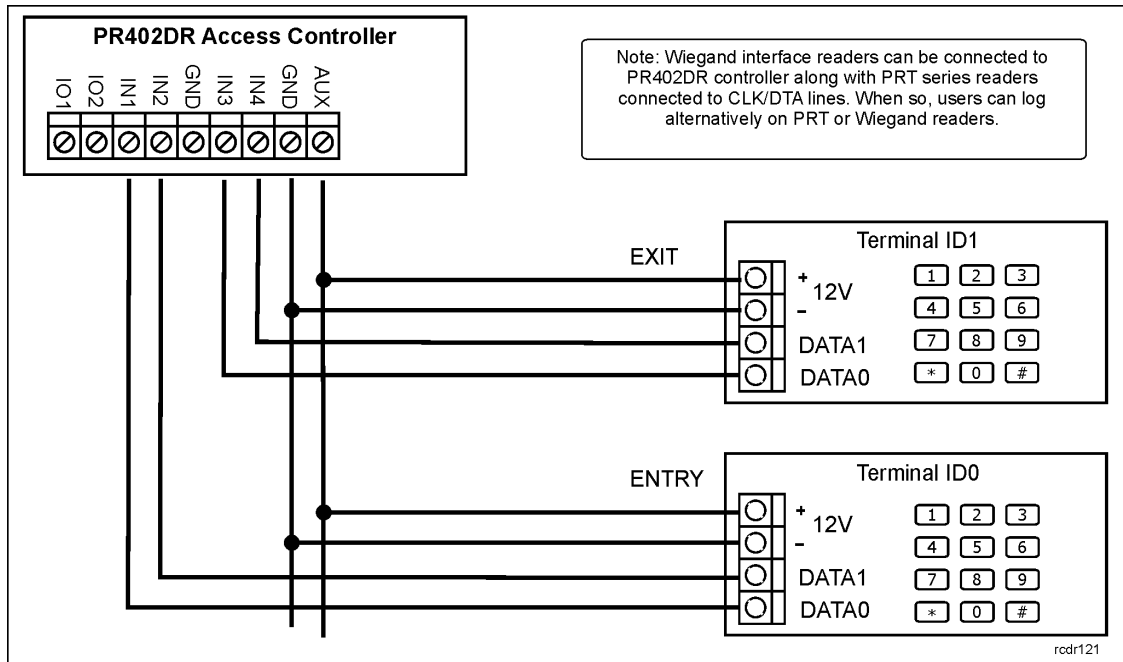 PR402DR Access Controller
IO1
IO2
IN1
IN2
GND
IN3
IN4
GND
AUX
Note: Wiegand interface readers can be connected to
PR402DR controller along with PRT series readers
connected to CLK/DTA lines. When so, users can log
alternatively on PRT or Wiegand readers.
EXIT
Terminal ID1
+
12V
-
DATA1
DATA0
1 2 3
4 5 6
7 8 9
* 0 #
ENTRY
Terminal ID0
+
12V
-
DATA1
DATA0
1 2 3
4 5 6
7 8 9
* 0 #
rcdr121